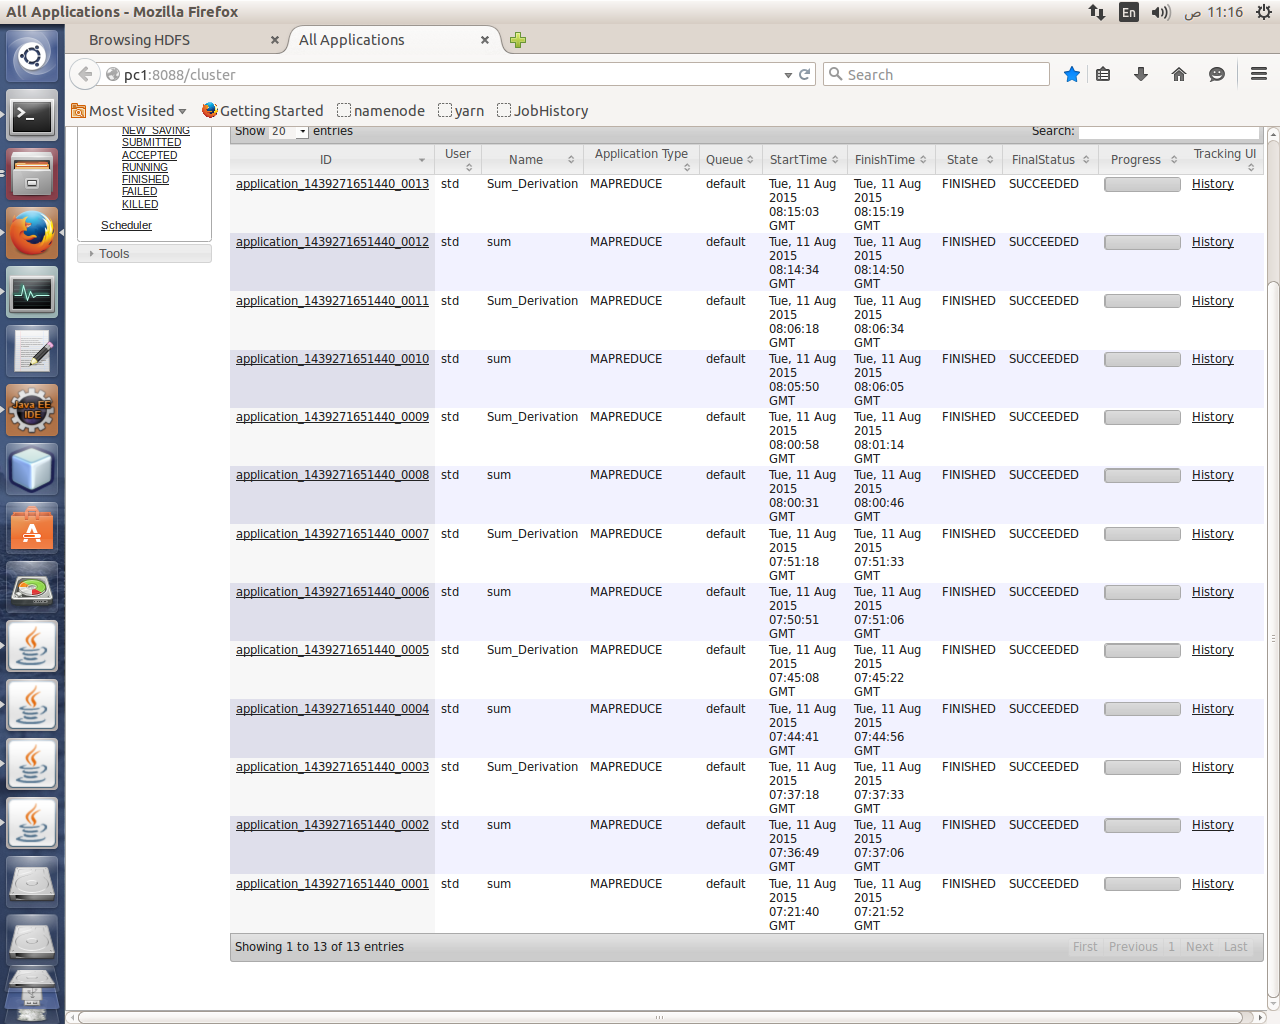 All Applications - Mozilla Firefox
En
ص 11:16
Browsing HDFS
All Applications
pc1:8088/cluster
Search
Most Visited
Getting Started
namenode
yarn
JobHistory
NEW_SAVING
SUBMITTED
ACCEPTED
RUNNING
FINISHED
FAILED
KILLED
Scheduler
Tools
Show 20 entries
Search:
ID User Name Application Type Queue StartTime FinishTime State FinalStatus Progress Tracking UI
application_1439271651440_0013 std Sum_Derivation MAPREDUCE default Tue, 11 Aug 2015 08:15:03 GMT Tue, 11 Aug 2015 08:15:19 GMT FINISHED SUCCEEDED History
application_1439271651440_0012 std sum MAPREDUCE default Tue, 11 Aug 2015 08:14:34 GMT Tue, 11 Aug 2015 08:14:50 GMT FINISHED SUCCEEDED History
application_1439271651440_0011 std Sum_Derivation MAPREDUCE default Tue, 11 Aug 2015 08:06:18 GMT Tue, 11 Aug 2015 08:06:34 GMT FINISHED SUCCEEDED History
application_1439271651440_0010 std sum MAPREDUCE default Tue, 11 Aug 2015 08:05:50 GMT Tue, 11 Aug 2015 08:06:05 GMT FINISHED SUCCEEDED History
application_1439271651440_0009 std Sum_Derivation MAPREDUCE default Tue, 11 Aug 2015 08:00:58 GMT Tue, 11 Aug 2015 08:01:14 GMT FINISHED SUCCEEDED History
application_1439271651440_0008 std sum MAPREDUCE default Tue, 11 Aug 2015 08:00:31 GMT Tue, 11 Aug 2015 08:00:46 GMT FINISHED SUCCEEDED History
application_1439271651440_0007 std Sum_Derivation MAPREDUCE default Tue, 11 Aug 2015 07:51:18 GMT Tue, 11 Aug 2015 07:51:33 GMT FINISHED SUCCEEDED History
application_1439271651440_0006 std sum MAPREDUCE default Tue, 11 Aug 2015 07:50:51 GMT Tue, 11 Aug 2015 07:51:06 GMT FINISHED SUCCEEDED History
application_1439271651440_0005 std Sum_Derivation MAPREDUCE default Tue, 11 Aug 2015 07:45:08 GMT Tue, 11 Aug 2015 07:45:22 GMT FINISHED SUCCEEDED History
application_1439271651440_0004 std sum MAPREDUCE default Tue, 11 Aug 2015 07:44:41 GMT Tue, 11 Aug 2015 07:44:56 GMT FINISHED SUCCEEDED History
application_1439271651440_0003 std Sum_Derivation MAPREDUCE default Tue, 11 Aug 2015 07:37:18 GMT Tue, 11 Aug 2015 07:37:33 GMT FINISHED SUCCEEDED History
application_1439271651440_0002 std sum MAPREDUCE default Tue, 11 Aug 2015 07:36:49 GMT Tue, 11 Aug 2015 07:37:06 GMT FINISHED SUCCEEDED History
application_1439271651440_0001 std sum MAPREDUCE default Tue, 11 Aug 2015 07:21:40 GMT Tue, 11 Aug 2015 07:21:52 GMT FINISHED SUCCEEDED History
Showing 1 to 13 of 13 entries
First Previous 1 Next Last
Java EE
IDE